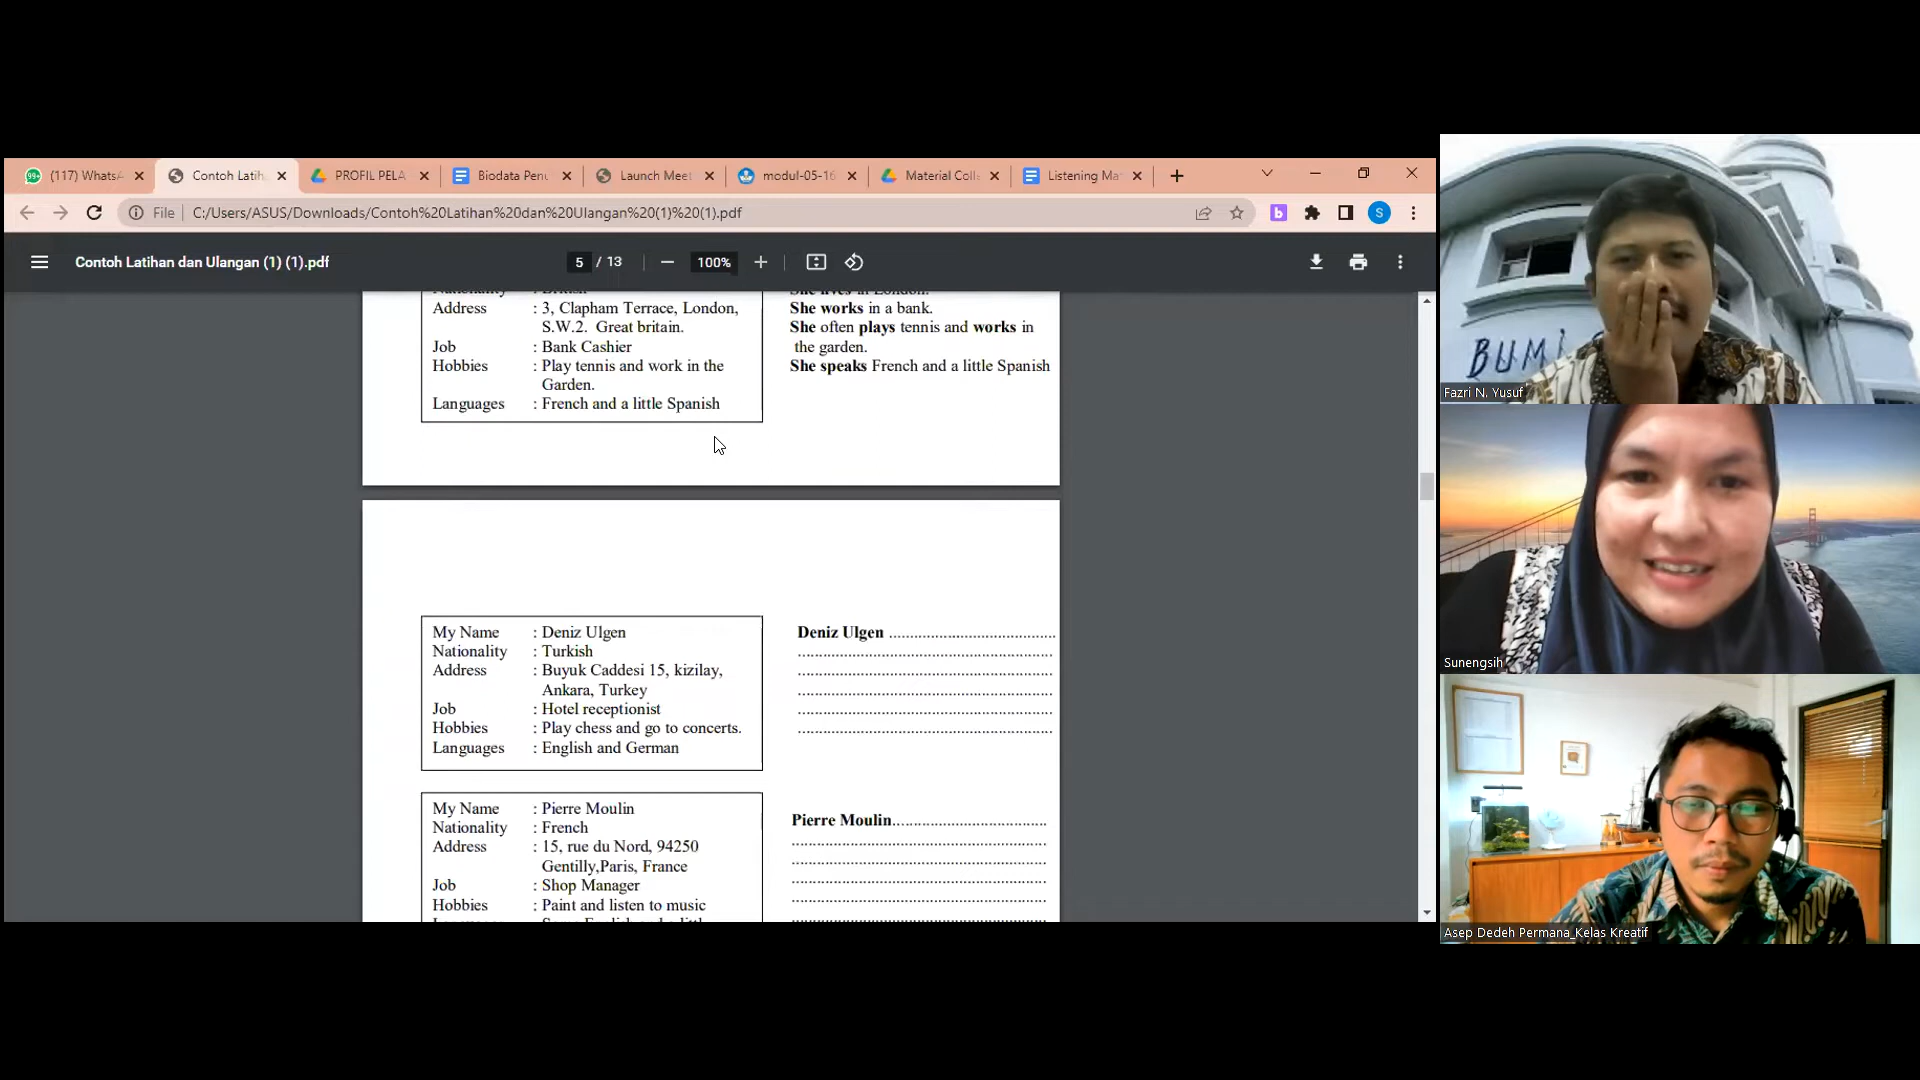 (117) WhatsA
Contoh Latih
PROFIL PELA
Biodata Penu
Launch Meet
modul-05-16
Material Coll
Listening Ma
File
C:/Users/ASUS/Downloads/Contoh%20Latihan%20dan%20Ulangan%20(1)%20(1).pdf
b
S
Contoh Latihan dan Ulangan (1) (1).pdf
5 / 13
100%
Address : 3, Clapham Terrace, London,
S.W.2. Great britain.
Job : Bank Cashier
Hobbies : Play tennis and work in the
Garden.
Languages : French and a little Spanish
She lives in London.
She works in a bank.
She often plays tennis and works in
the garden.
She speaks French and a little Spanish
My Name : Deniz Ulgen
Nationality : Turkish
Address : Buyuk Caddesi 15, kizilay,
Ankara, Turkey
Job : Hotel receptionist
Hobbies : Play chess and go to concerts.
Languages : English and German
Deniz Ulgen ..........................................
My Name : Pierre Moulin
Nationality : French
Address : 15, rue du Nord, 94250
Gentilly,Paris, France
Job : Shop Manager
Hobbies : Paint and listen to music
Pierre Moulin.......................................
BUMI
Fazri N. Yusuf
Sunengsih
Asep Dedeh Permana_Kelas Kreatif